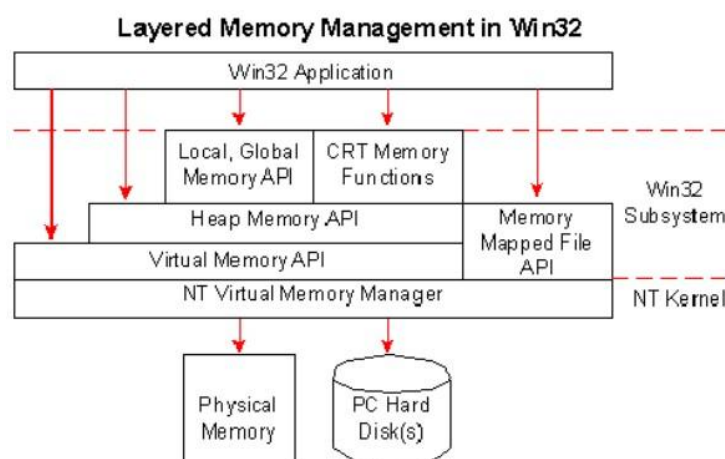 Layered Memory Management in Win32
Win32 Application
Local, Global
Memory API
CRT Memory
Functions
Win32
Subsystem
Heap Memory API
Memory
Mapped File
API
Virtual Memory API
NT Virtual Memory Manager
NT Kernel
Physical
Memory
PC Hard
Disk(s)